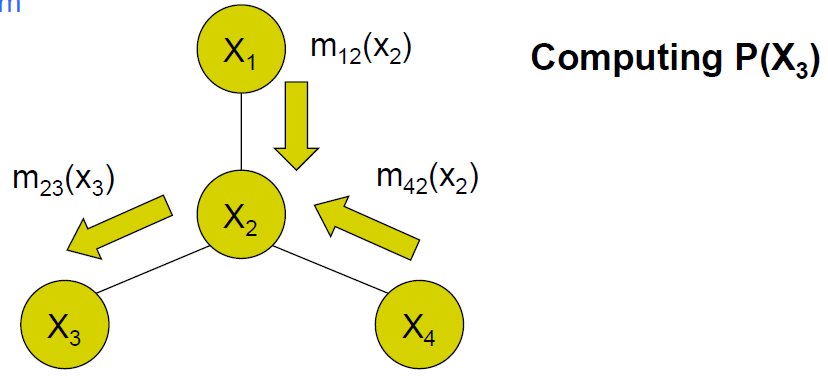 m
X₁ m₁₂(x₂) Computing P(X₃)
m₂₃(x₃) m₄₂(x₂)
X₂
X₃ X₄